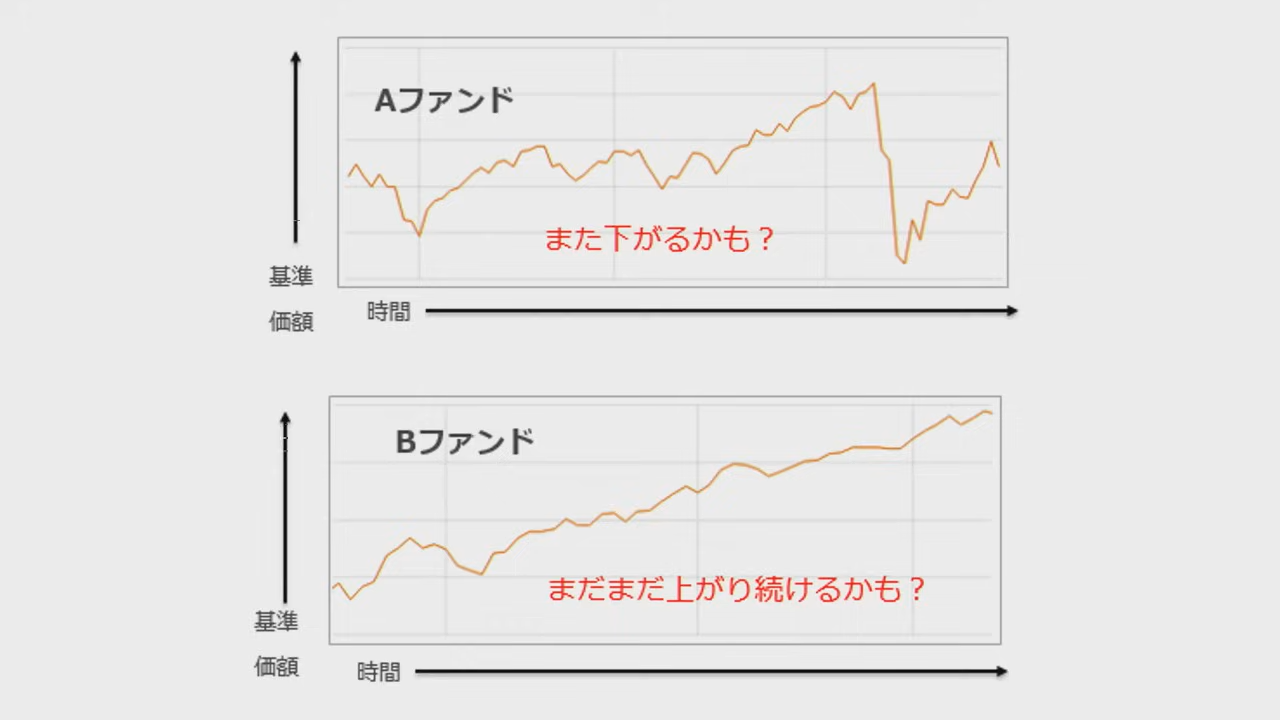 Aファンド
また下がるかも？
基準
価額
時間
Bファンド
まだまだ上がり続けるかも？
基準
価額
時間